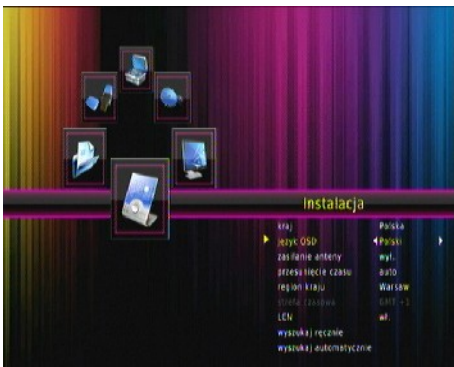 Instalacja
kraj Polska
język OSD Polski
zasilanie anteny wył.
przesunięcie czasu auto
region kraju Warsaw
strefa czasowa GMT +1
LCN wł.
wyszukaj ręcznie
wyszukaj automatycznie